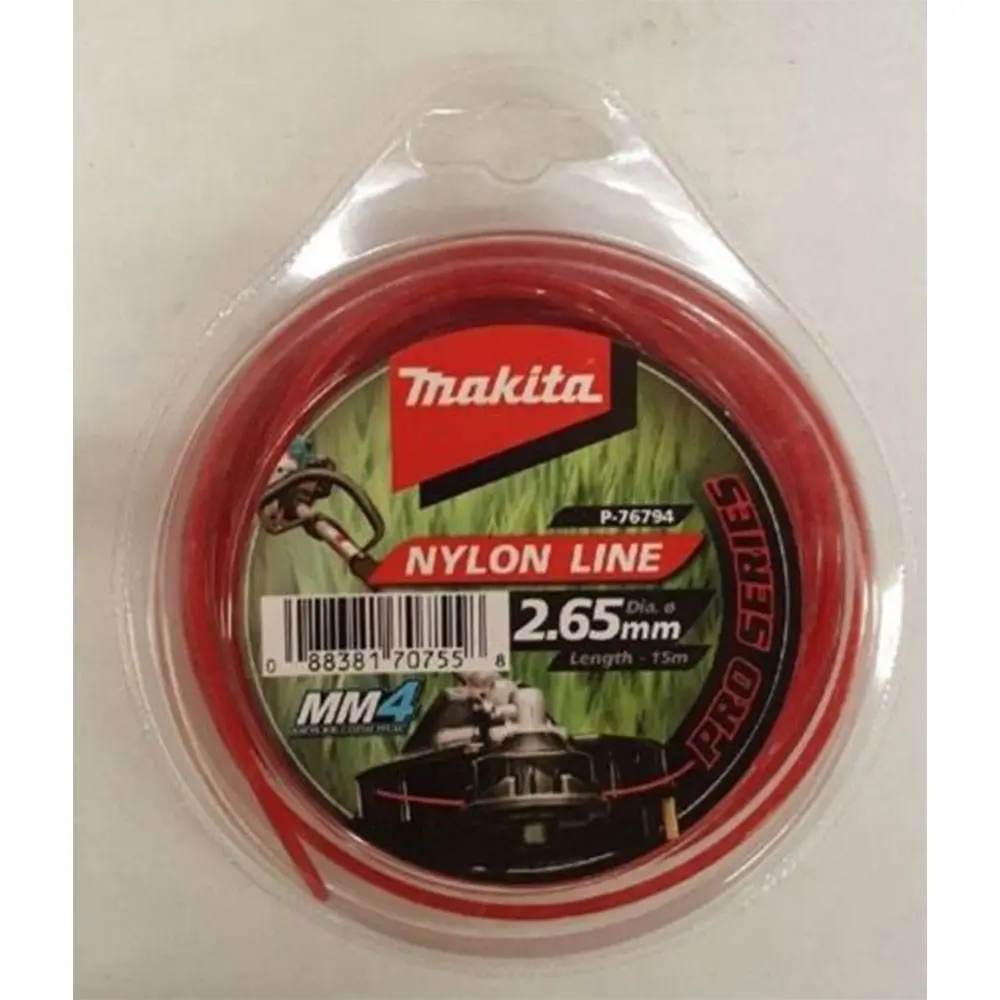 makita
P-76794
NYLON LINE
2.65mm Dia. ø
Length - 15m
0 88381 70755 8
MM4
PRO SERIES